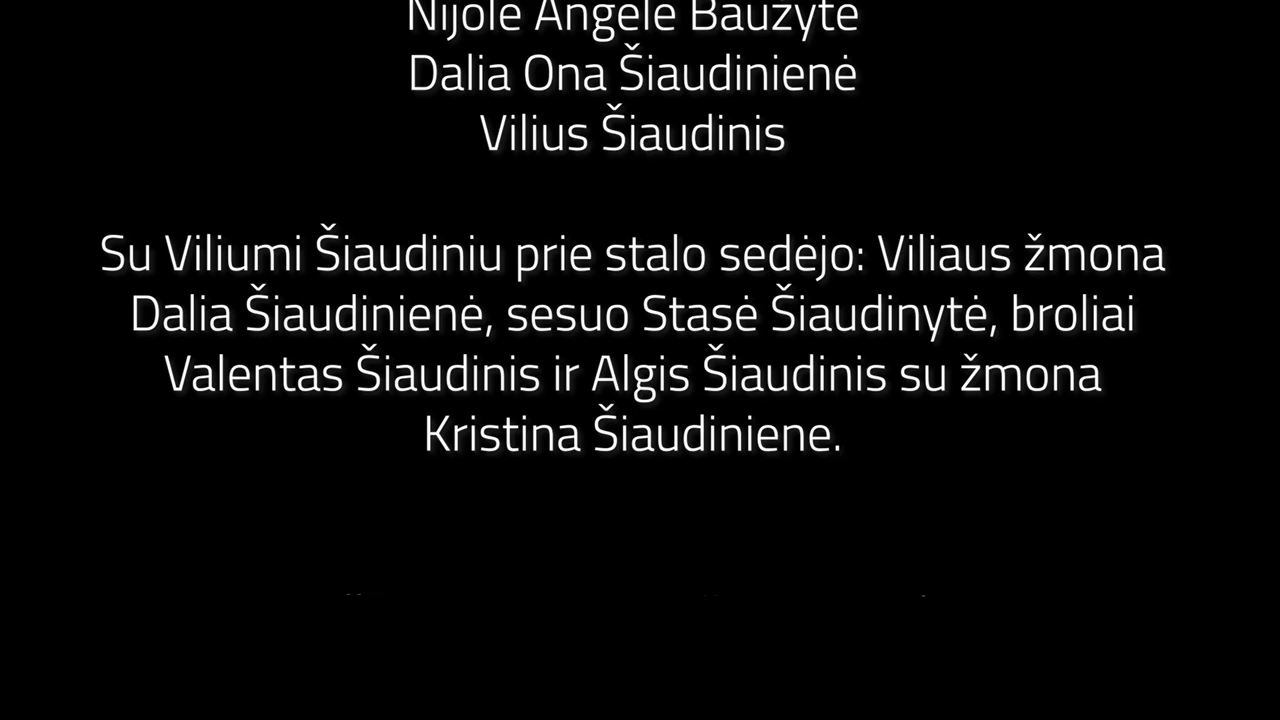 Nijolė Angelė Baužytė
Dalia Ona Šiaudinienė
Vilius Šiaudinis
Su Viliumi Šiaudiniu prie stalo sedėjo: Viliaus žmona
Dalia Šiaudinienė, sesuo Stasė Šiaudinytė, broliai
Valentas Šiaudinis ir Algis Šiaudinis su žmona
Kristina Šiaudiniene.